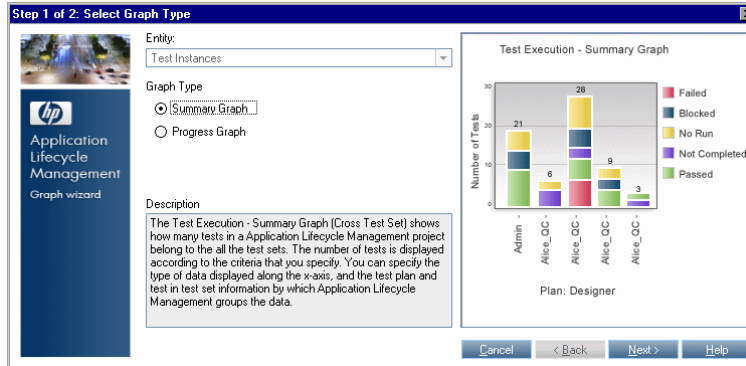 Step 1 of 2: Select Graph Type
Entity:
Test Instances
Graph Type
Summary Graph
Progress Graph
hp
Application
Lifecycle
Management
Graph wizard
Description
The Test Execution - Summary Graph (Cross Test Set) shows
how many tests in a Application Lifecycle Management project
belong to the all the test sets. The number of tests is displayed
according to the criteria that you specify. You can specify the
type of data displayed along the x-axis, and the test plan and
test in test set information by which Application Lifecycle
Management groups the data.
Test Execution - Summary Graph
Number of Tests
30
20
10
0
21
6
28
9
3
Admin -
Alice_QC -
Alice_QC -
Alice_QC -
Alice_QC -
Plan: Designer
Failed
Blocked
No Run
Not Completed
Passed
Cancel
< Back
Next >
Help